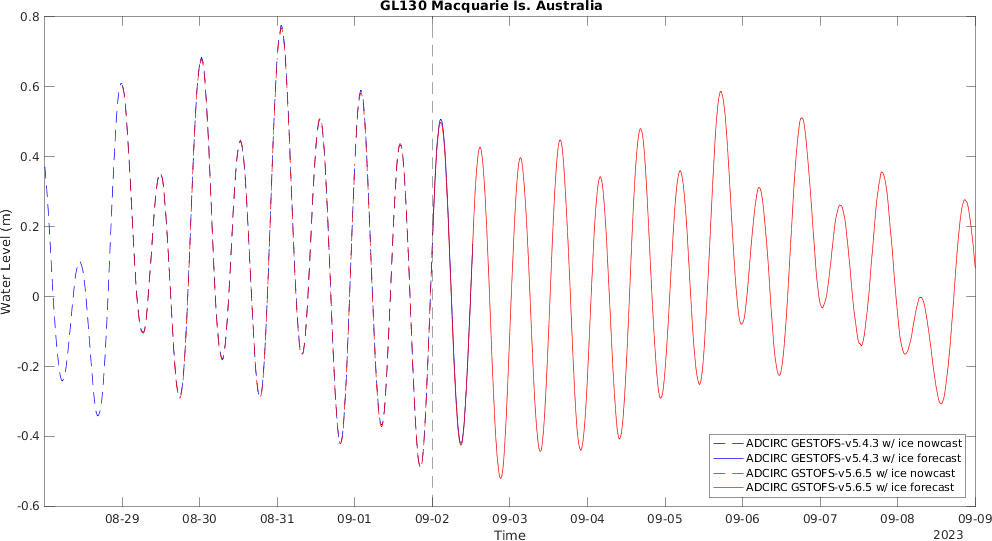 GL130 Macquarie Is. Australia
0.8
0.6
0.4
0.2
0
-0.2
-0.4
-0.6
Water Level (m)
08-29 08-30 08-31 09-01 09-02 09-03 09-04 09-05 09-06 09-07 09-08 09-09
Time
2023
ADCIRC GESTOFS-v5.4.3 w/ ice nowcast
ADCIRC GESTOFS-v5.4.3 w/ ice forecast
ADCIRC GSTOFS-v5.6.5 w/ ice nowcast
ADCIRC GSTOFS-v5.6.5 w/ ice forecast